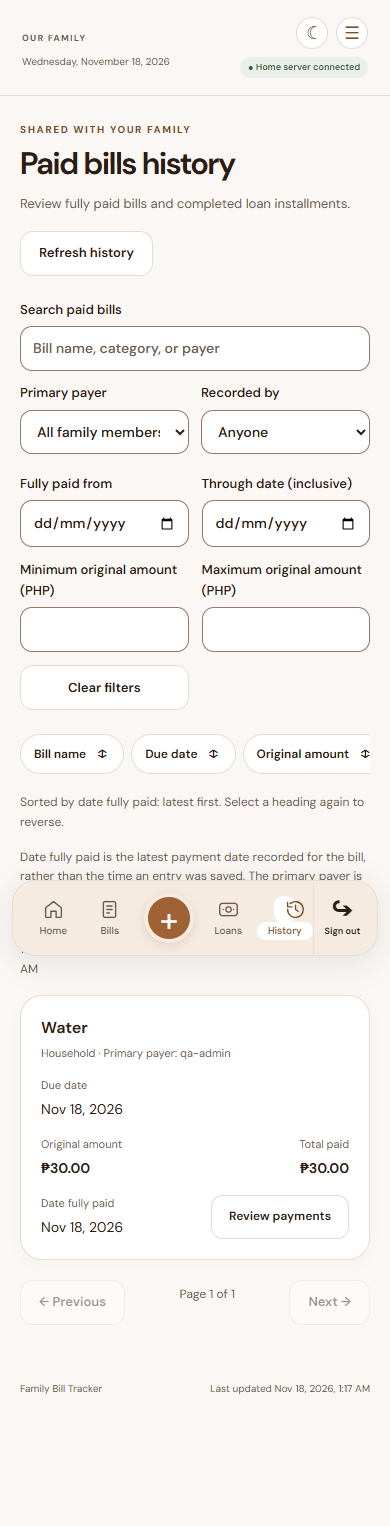 OUR FAMILY
Wednesday, November 18, 2026
● Home server connected
SHARED WITH YOUR FAMILY
Paid bills history
Review fully paid bills and completed loan installments.
Refresh history
Search paid bills
Bill name, category, or payer
Primary payer
Recorded by
All family members
Anyone
Fully paid from
Through date (inclusive)
dd/mm/yyyy
dd/mm/yyyy
Minimum original amount
(PHP)
Maximum original amount
(PHP)
Clear filters
Bill name
Due date
Original amount
Sorted by date fully paid: latest first. Select a heading again to
reverse.
Date fully paid is the latest payment date recorded for the bill,
rather than the time an entry was saved. The primary payer is
Home
Bills
+
Loans
History
Sign out
AM
Water
Household · Primary payer: qa-admin
Due date
Nov 18, 2026
Original amount
Total paid
₱30.00
₱30.00
Date fully paid
Nov 18, 2026
Review payments
← Previous
Page 1 of 1
Next →
Family Bill Tracker
Last updated Nov 18, 2026, 1:17 AM